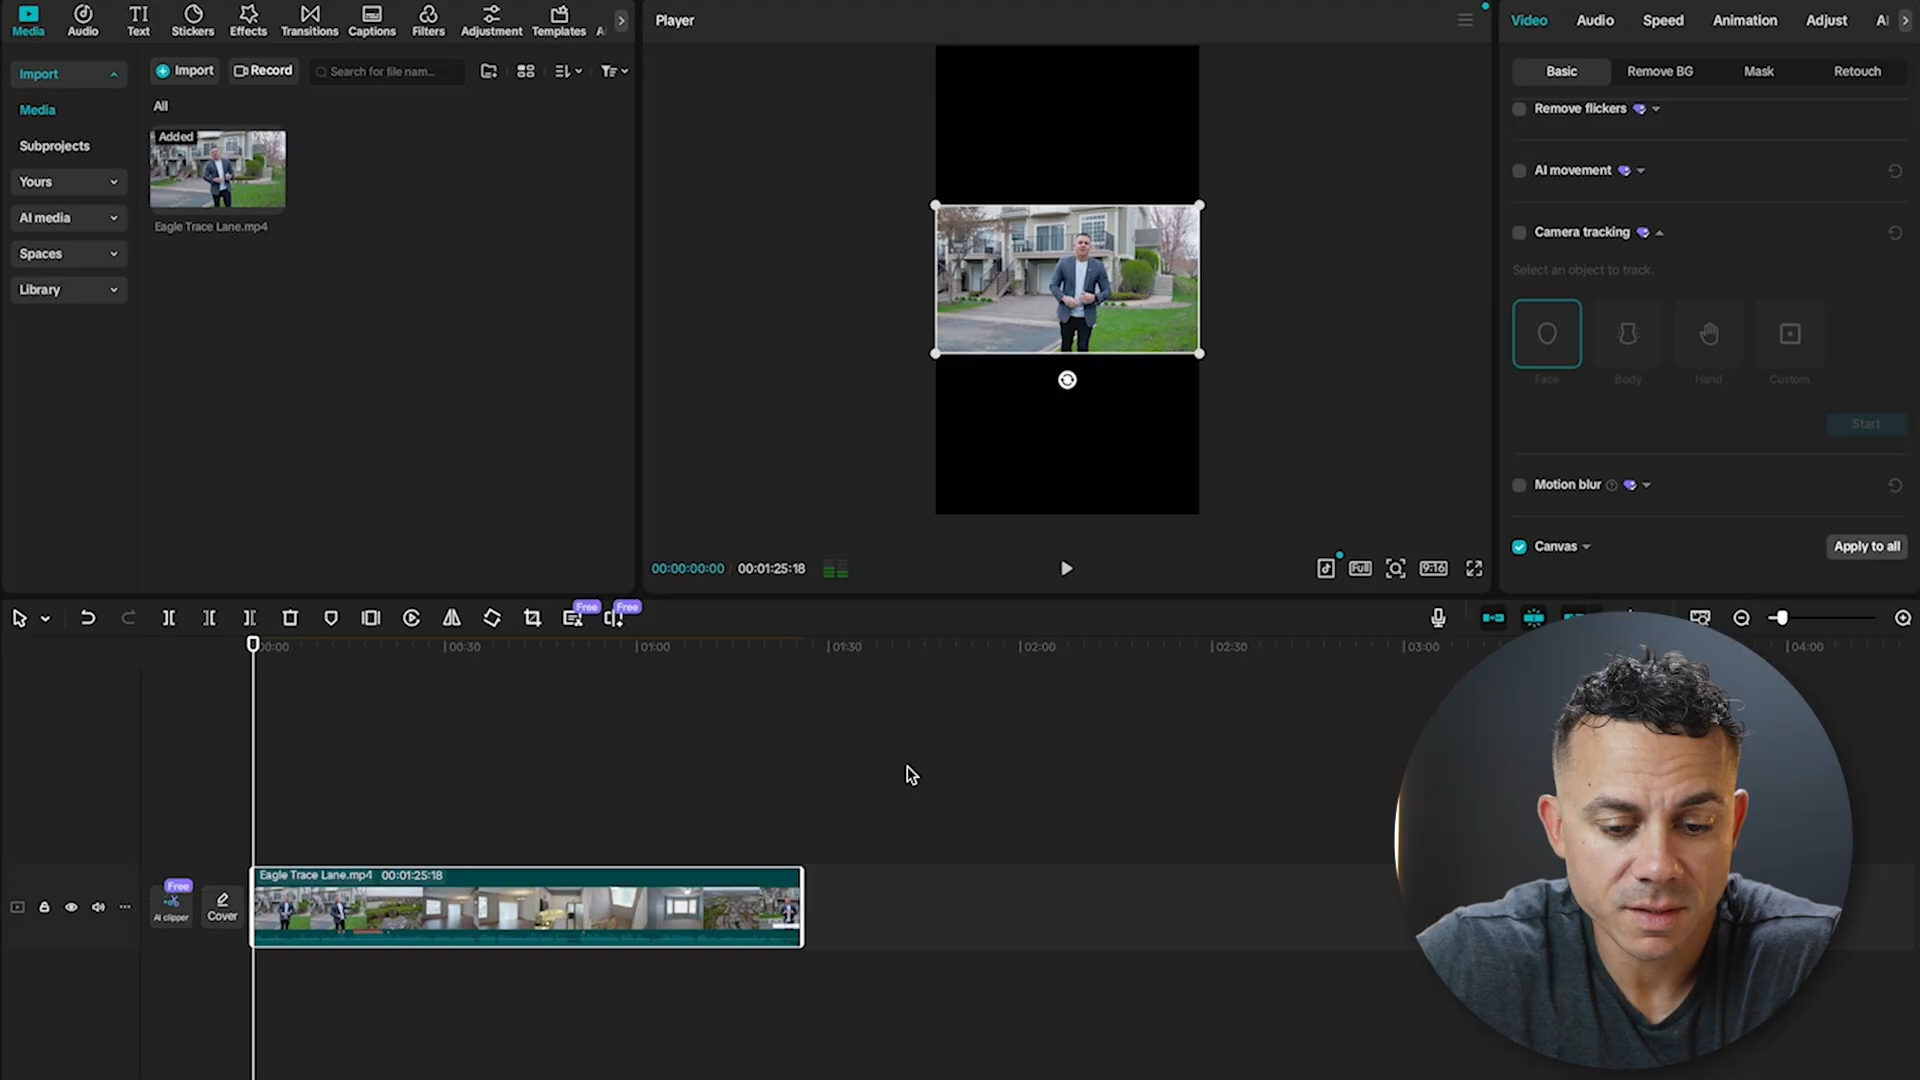 Media
Audio
Text
Stickers
Effects
Transitions
Captions
Filters
Adjustment
Templates
Import
Media
Subprojects
Yours
AI media
Spaces
Library
Import
Record
Search for file nam...
All
Added
Eagle Trace Lane.mp4
Player
00:00:00:00 / 00:01:25:18
Full
9:16
Video
Audio
Speed
Animation
Adjust
Basic
Remove BG
Mask
Retouch
Remove flickers
AI movement
Camera tracking
Select an object to track.
Face
Body
Hand
Custom
Start
Motion blur
Canvas
Apply to all
Free
Free
00:00
00:30
01:00
01:30
02:00
02:30
03:00
04:00
Eagle Trace Lane.mp4 00:01:25:18
Free
AI clipper
Cover